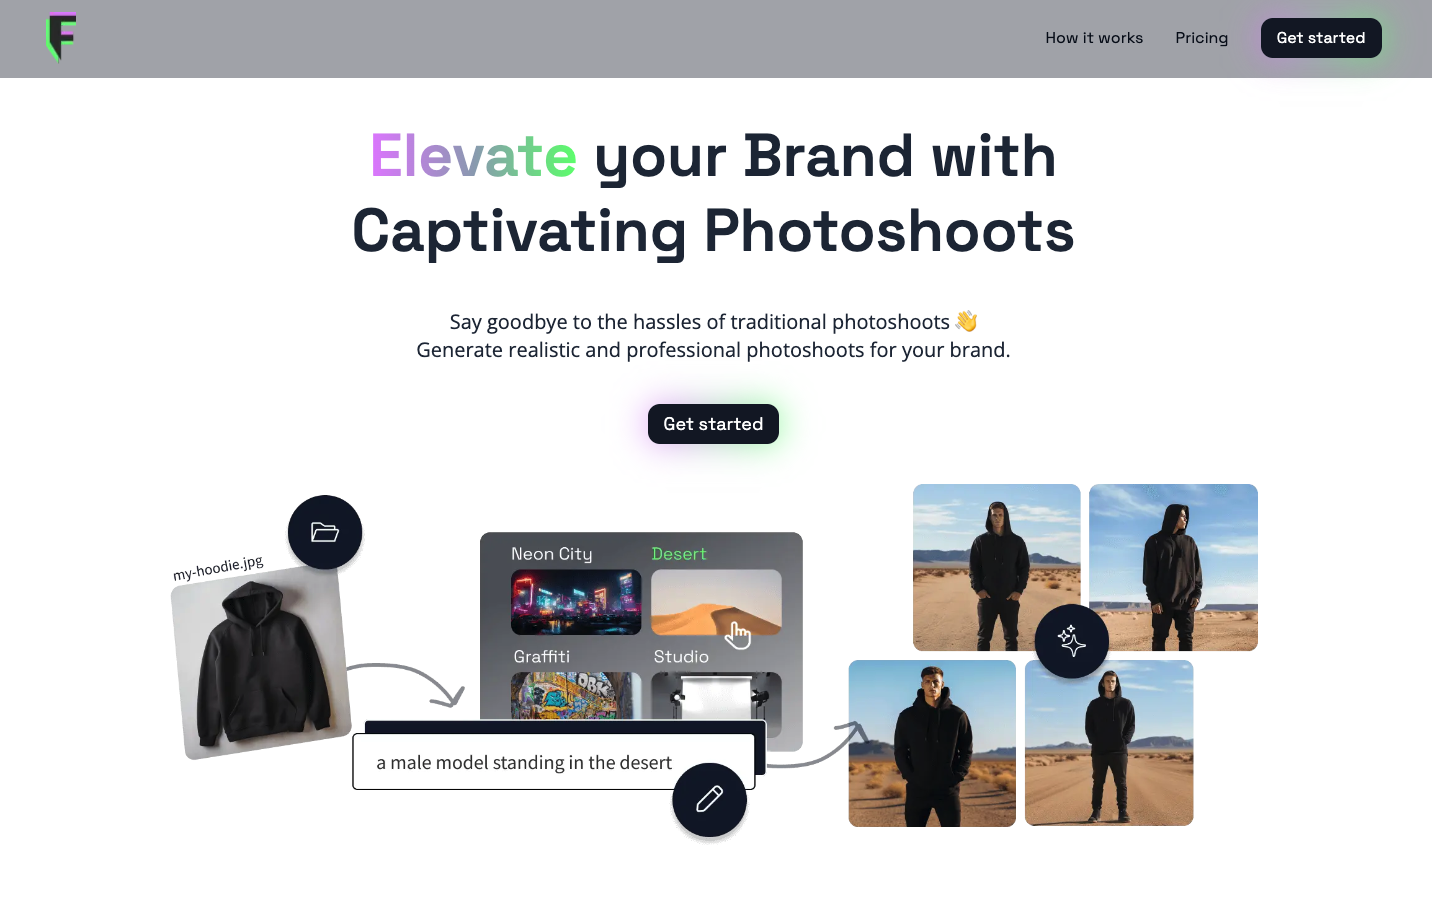 F
How it works
Pricing
Get started
Elevate your Brand with
Captivating Photoshoots
Say goodbye to the hassles of traditional photoshoots 👋
Generate realistic and professional photoshoots for your brand.
Get started
my-hoodie.jpg
Neon City
Desert
Graffiti
Studio
a male model standing in the desert